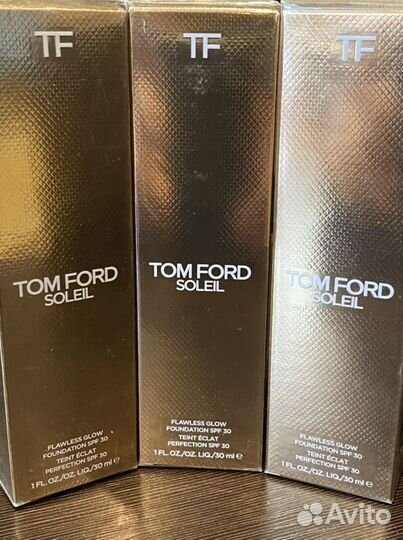 TF
TOM FORD
SOLEIL
FLAWLESS GLOW
FOUNDATION SPF 30
TEINT ÉCLAT
PERFECTION SPF 30
1 FL. OZ./OZ. LIQ./30 ml ℮
TF
TOM FORD
SOLEIL
FLAWLESS GLOW
FOUNDATION SPF 30
TEINT ÉCLAT
PERFECTION SPF 30
1 FL. OZ./OZ. LIQ./30 ml ℮
TF
TOM FORD
SOLEIL
FLAWLESS GLOW
FOUNDATION SPF 30
TEINT ÉCLAT
PERFECTION SPF 30
1 FL. OZ./OZ. LIQ./30 ml ℮
Avito